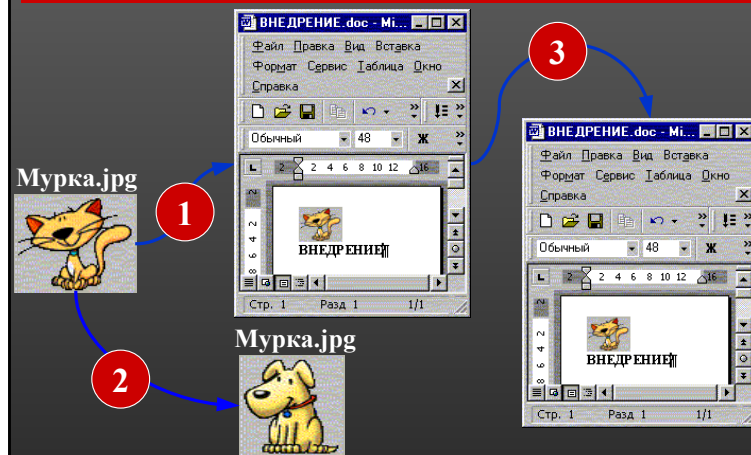 ВНЕДРЕНИЕ.doc - Mi...
Файл Правка Вид Вставка
Формат Сервис Таблица Окно
Справка
Обычный 48 Ж
2 2 4 6 8 10 12 16
ВНЕДРЕНИЕ¶
Стр. 1 Разд 1 1/1
Мурка.jpg
1
2
Мурка.jpg
3
ВНЕДРЕНИЕ.doc - Mi...
Файл Правка Вид Вставка
Формат Сервис Таблица Окно
Справка
Обычный 48 Ж
2 2 4 6 8 10 12 16
ВНЕДРЕНИЕ¶
Стр. 1 Разд 1 1/1